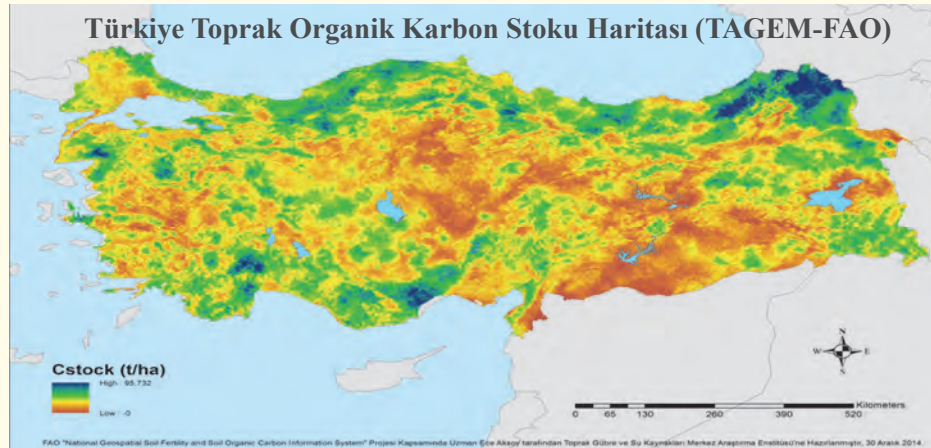 Türkiye Toprak Organik Karbon Stoku Haritası (TAGEM-FAO)
N
W E
S
Cstock (t/ha)
High : 95.732
Low : -0
Kilometers
0 65 130 260 390 520
FAO "National Geospatial Soil Fertility and Soil Organic Carbon Information System" Projesi Kapsamında Uzman Ece Aksoy tarafından Toprak Gübre ve Su Kaynakları Merkez Araştırma Enstitüsü'ne Hazırlanmıştır, 30 Aralık 2014